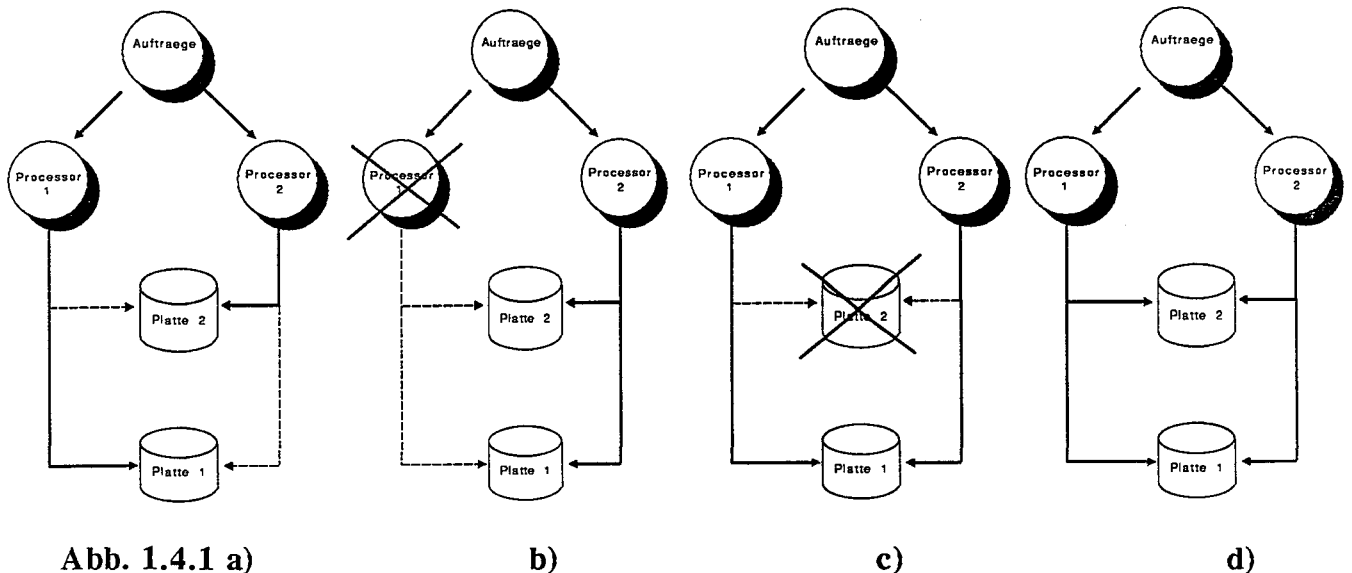 Auftraege
Processor
1
Processor
2
Platte 2
Platte 1
Abb. 1.4.1 a)
Auftraege
Processor
1
Processor
2
Platte 2
Platte 1
b)
Auftraege
Processor
1
Processor
2
Platte 2
Platte 1
c)
Auftraege
Processor
1
Processor
2
Platte 2
Platte 1
d)